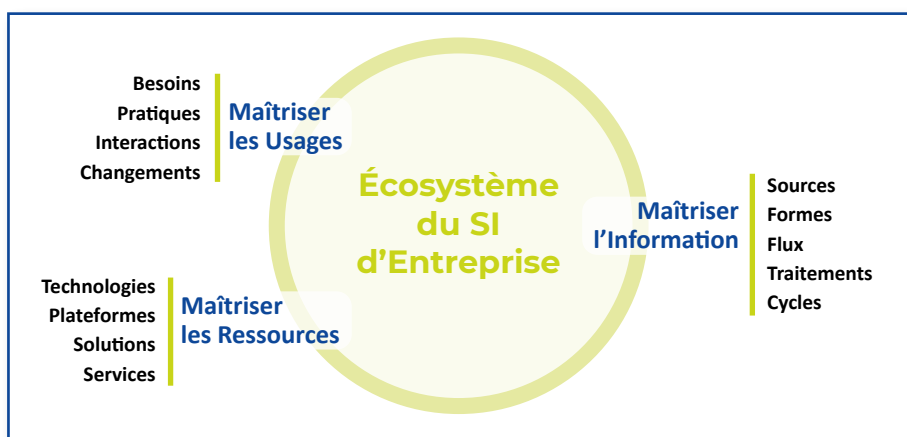 Besoins
Pratiques
Interactions
Changements
Maîtriser
les Usages
Écosystème
du SI
d’Entreprise
Maîtriser
l’Information
Sources
Formes
Flux
Traitements
Cycles
Technologies
Plateformes
Solutions
Services
Maîtriser
les Ressources